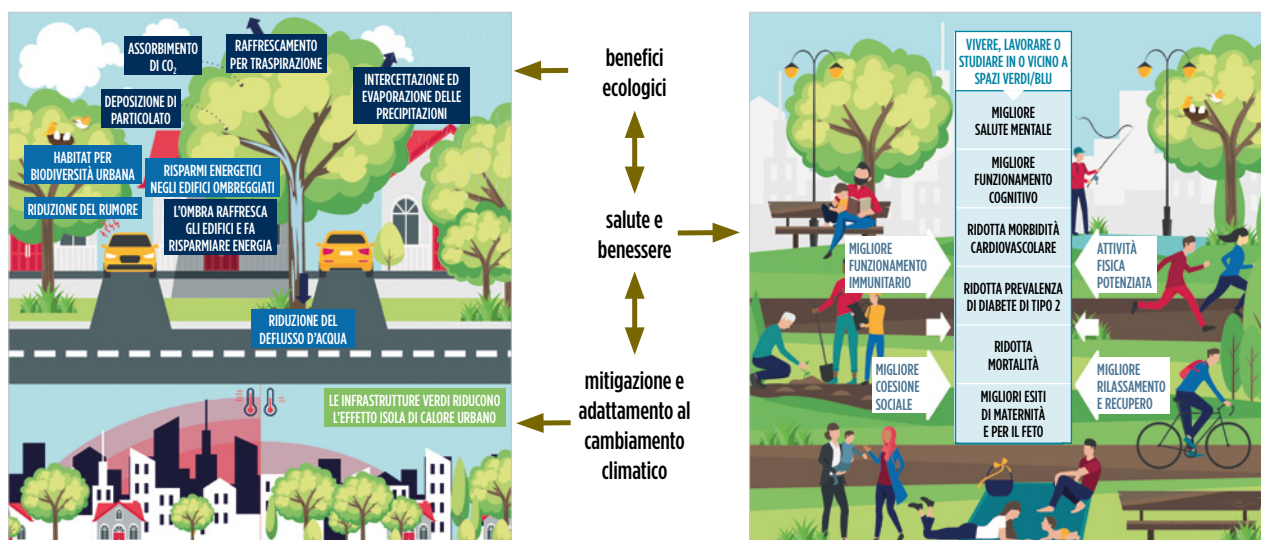 ASSORBIMENTO
DI CO₂
RAFFRESCAMENTO
PER TRASPIRAZIONE
INTERCETTAZIONE ED
EVAPORAZIONE DELLE
PRECIPITAZIONI
DEPOSIZIONE DI
PARTICOLATO
HABITAT PER
BIODIVERSITÀ URBANA
RISPARMI ENERGETICI
NEGLI EDIFICI OMBREGGIATI
RIDUZIONE DEL RUMORE
L'OMBRA RAFFRESCA
GLI EDIFICI E FA
RISPARMIARE ENERGIA
RIDUZIONE DEL
DEFLUSSO D'ACQUA
LE INFRASTRUTTURE VERDI RIDUCONO
L'EFFETTO ISOLA DI CALORE URBANO
benefici
ecologici
salute e
benessere
mitigazione e
adattamento al
cambiamento
climatico
VIVERE, LAVORARE O
STUDIARE IN O VICINO A
SPAZI VERDI/BLU
MIGLIORE
SALUTE MENTALE
MIGLIORE
FUNZIONAMENTO
COGNITIVO
RIDOTTA MORBIDITÀ
CARDIOVASCOLARE
RIDOTTA PREVALENZA
DI DIABETE DI TIPO 2
RIDOTTA
MORTALITÀ
MIGLIORI ESITI
DI MATERNITÀ
E PER IL FETO
MIGLIORE
FUNZIONAMENTO
IMMUNITARIO
ATTIVITÀ
FISICA
POTENZIATA
MIGLIORE
COESIONE
SOCIALE
MIGLIORE
RILASSAMENTO
E RECUPERO